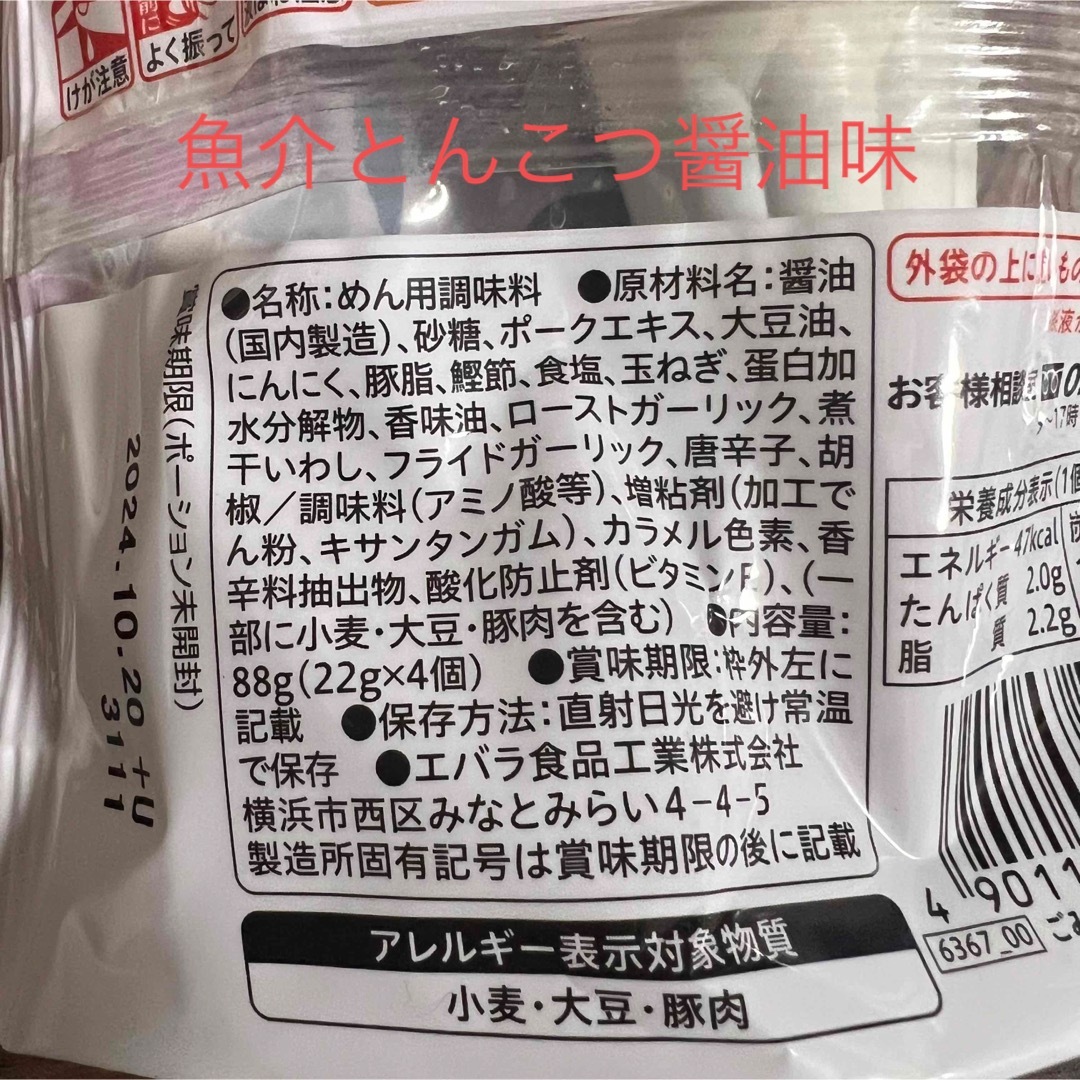 けが注意
よく振って
魚介とんこつ醤油味
●名称：めん用調味料 ●原材料名：醤油
(国内製造)、砂糖、ポークエキス、大豆油、
にんにく、豚脂、鰹節、食塩、玉ねぎ、蛋白加
水分解物、香味油、ローストガーリック、煮
干いわし、フライドガーリック、唐辛子、胡
椒／調味料(アミノ酸等)、増粘剤(加工で
ん粉、キサンタンガム)、カラメル色素、香
辛料抽出物、酸化防止剤(ビタミンE)、(一
部に小麦・大豆・豚肉を含む) ●内容量：
88g(22g×4個) ●賞味期限：枠外左に
記載 ●保存方法：直射日光を避け常温
で保存 ●エバラ食品工業株式会社
横浜市西区みなとみらい4-4-5
製造所固有記号は賞味期限の後に記載
アレルギー表示対象物質
小麦・大豆・豚肉
賞味期限(ポーション未開封)
2024.10.20 +U
3111
外袋の上に
お客様相談室
～17時
栄養成分表示(1個
エネルギー 47kcal
たんぱく質 2.0g
脂質 2.2g
4 9011
6367_00